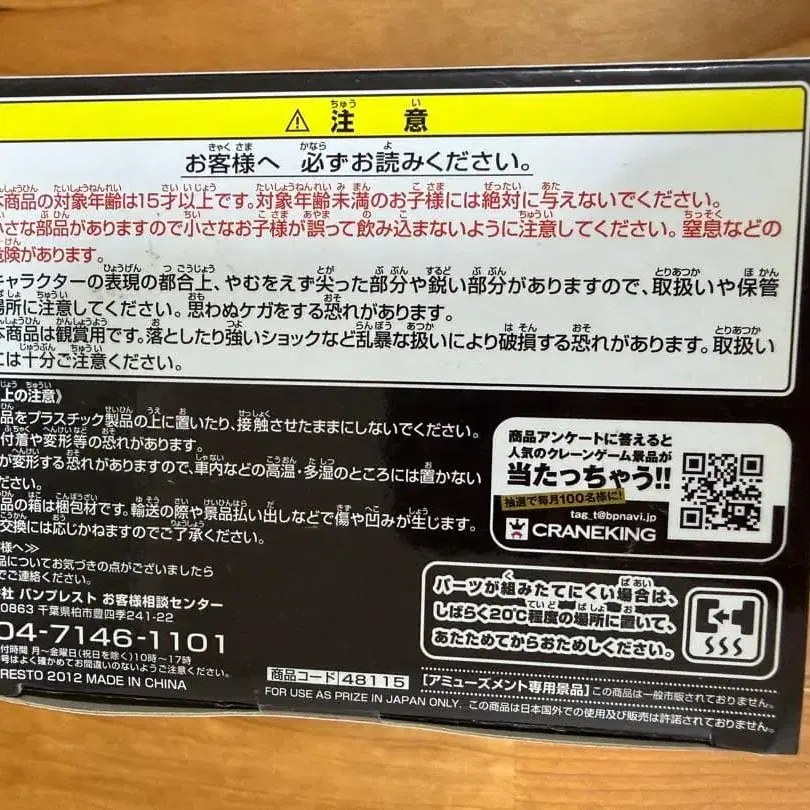 ⚠ 注意
お客様へ 必ずお読みください。
商品の対象年齢は15才以上です。対象年齢未満のお子様には絶対に与えないでください。
さな部品がありますので小さなお子様が誤って飲み込まないように注意してください。窒息などの
険があります。
キャラクターの表現の都合上、やむをえず尖った部分や鋭い部分がありますので、取扱いや保管
場所に注意してください。思わぬケガをする恐れがあります。
商品は観賞用です。落としたり強いショックなど乱暴な扱いにより破損する恐れがあります。取扱い
には十分ご注意ください。
上の注意》
品をプラスチック製品の上に置いたり、接触させたままにしないでください。
付着や変形等の恐れがあります。
が変形する恐れがありますので、車内などの高温・多湿のところには置かない
ださい。
品の箱は梱包材です。輸送の際や景品払い出しなどで傷や凹みが生じます。
交換には応じかねますのでご了承ください。
様へ≫
品についてお気づきの点がございましたら
でご連絡ください。
社 バンプレスト お客様相談センター
0863 千葉県柏市豊四季241-22
04-7146-1101
付時間 月〜金曜日(祝日を除く)10時〜17時
号はよく確かめてお間違いのないようご注意ください。
RESTO 2012 MADE IN CHINA
商品アンケートに答えると
人気のクレーンゲーム景品が
当たっちゃう!!
抽選で毎月100名様に!
tag_t@bpnavi.jp
CRANEKING
パーツが組みたてにくい場合は、
しばらく20℃程度の場所に置いて、
あたためてからおためしください。
商品コード 48115
FOR USE AS PRIZE IN JAPAN ONLY.
【アミューズメント専用景品】この商品は一般市販されておりません。
この商品は日本国外での使用及び販売は許諾されておりません。